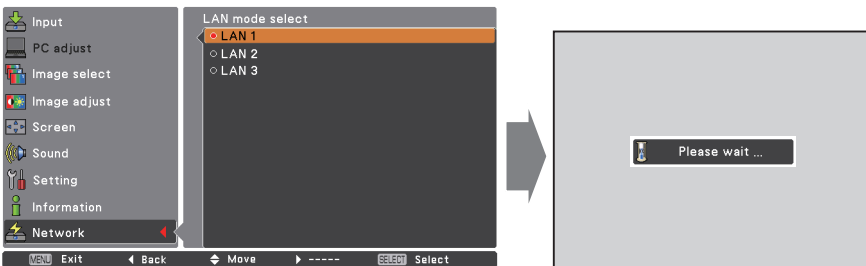 Input
PC adjust
Image select
Image adjust
Screen
Sound
Setting
Information
Network
LAN mode select
LAN 1
LAN 2
LAN 3
MENU Exit Back Move ----- SELECT Select
Please wait ...